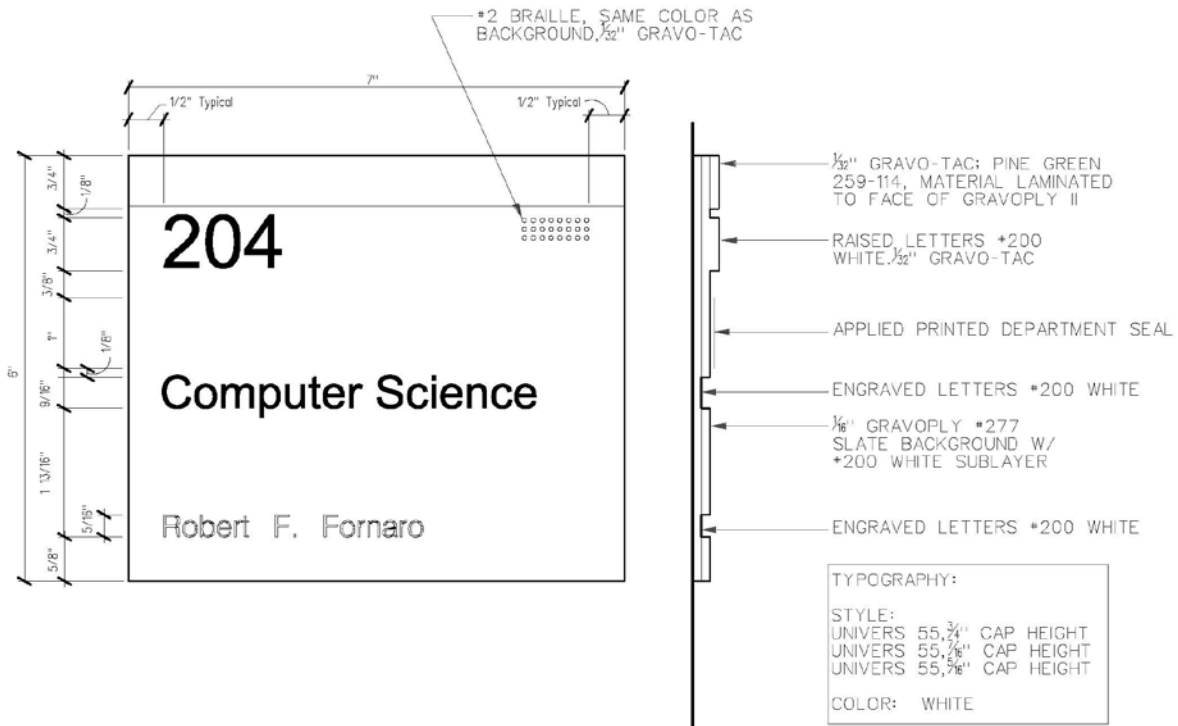 #2 BRAILLE, SAME COLOR AS
BACKGROUND, 1/32" GRAVO-TAC
7"
1/2" Typical
1/2" Typical
6"
3/4"
1/8"
3/4"
3/8"
1"
1/8"
9/16"
1 13/16"
5/16"
5/8"
204
Computer Science
Robert F. Fornaro
1/32" GRAVO-TAC; PINE GREEN
259-114, MATERIAL LAMINATED
TO FACE OF GRAVOPLY II
RAISED LETTERS #200
WHITE. 1/32" GRAVO-TAC
APPLIED PRINTED DEPARTMENT SEAL
ENGRAVED LETTERS #200 WHITE
1/16" GRAVOPLY #277
SLATE BACKGROUND W/
#200 WHITE SUBLAYER
ENGRAVED LETTERS #200 WHITE
TYPOGRAPHY:
STYLE:
UNIVERS 55, 3/4" CAP HEIGHT
UNIVERS 55, 7/16" CAP HEIGHT
UNIVERS 55, 5/16" CAP HEIGHT
COLOR: WHITE